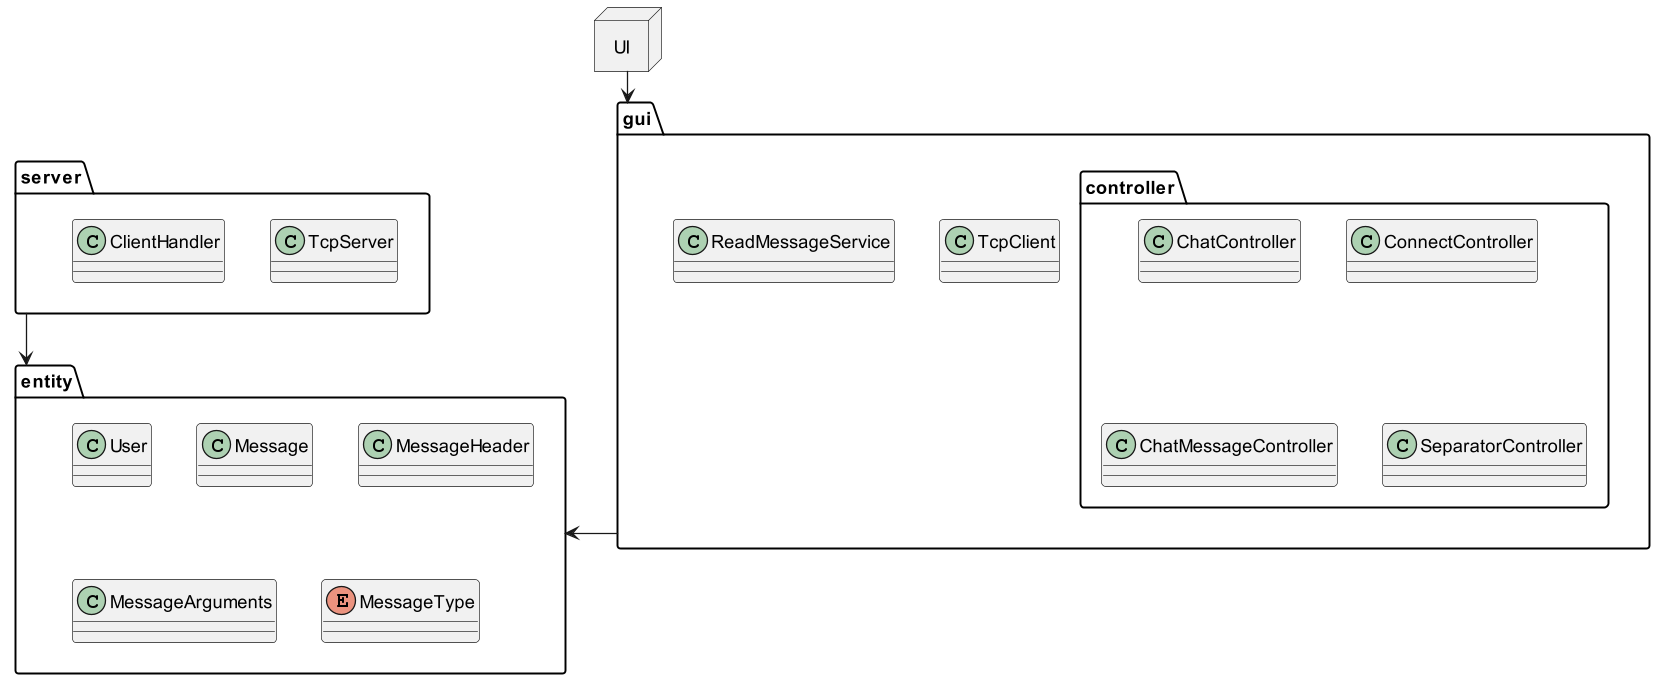 UI
gui
server
controller
C ClientHandler
C TcpServer
C ReadMessageService
C TcpClient
C ChatController
C ConnectController
entity
C User
C Message
C MessageHeader
C ChatMessageController
C SeparatorController
C MessageArguments
E MessageType